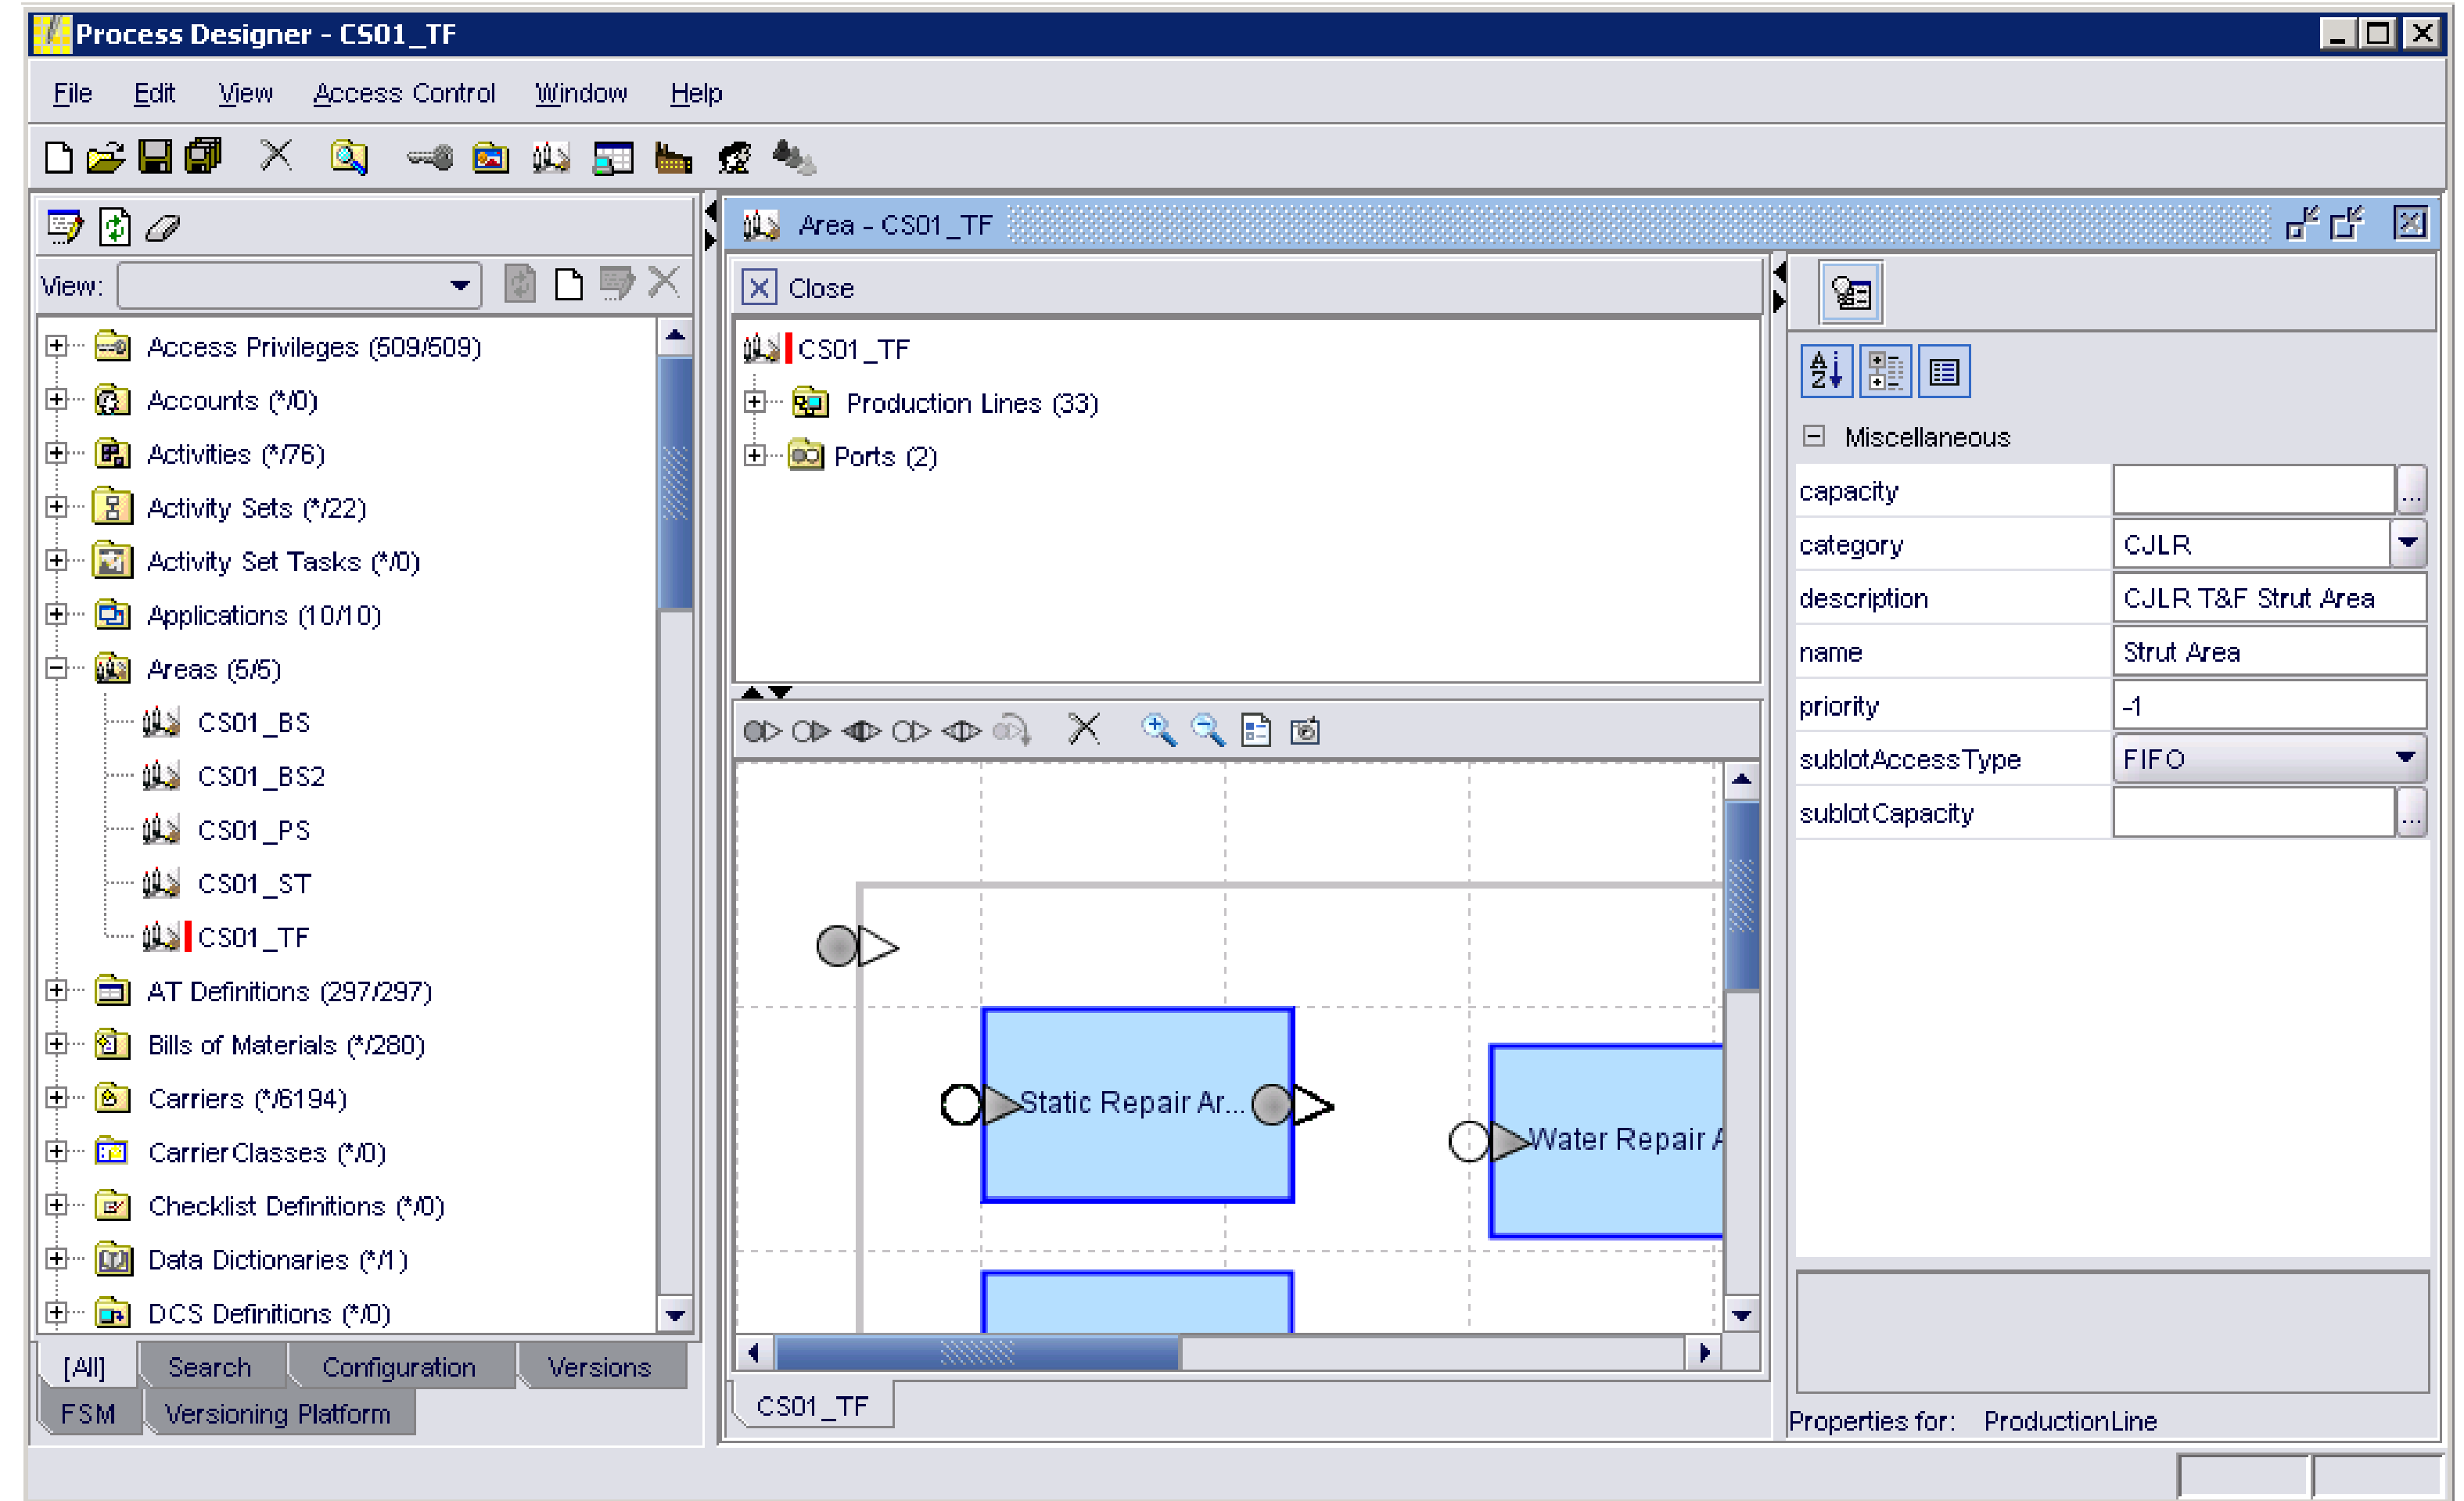 Process Designer - CS01_TF
File Edit View Access Control Window Help
View:
Access Privileges (509/509)
Accounts (*/0)
Activities (*/76)
Activity Sets (*/22)
Activity Set Tasks (*/0)
Applications (10/10)
Areas (5/5)
CS01_BS
CS01_BS2
CS01_PS
CS01_ST
CS01_TF
AT Definitions (297/297)
Bills of Materials (*/280)
Carriers (*/6194)
CarrierClasses (*/0)
Checklist Definitions (*/0)
Data Dictionaries (*/1)
DCS Definitions (*/0)
[All] Search Configuration Versions
FSM Versioning Platform
Area - CS01_TF
Close
CS01_TF
Production Lines (33)
Ports (2)
Static Repair Ar...
Water Repair A
CS01_TF
Miscellaneous
capacity ...
category CJLR
description CJLR T&F Strut Area
name Strut Area
priority -1
sublotAccessType FIFO
sublotCapacity ...
Properties for: ProductionLine